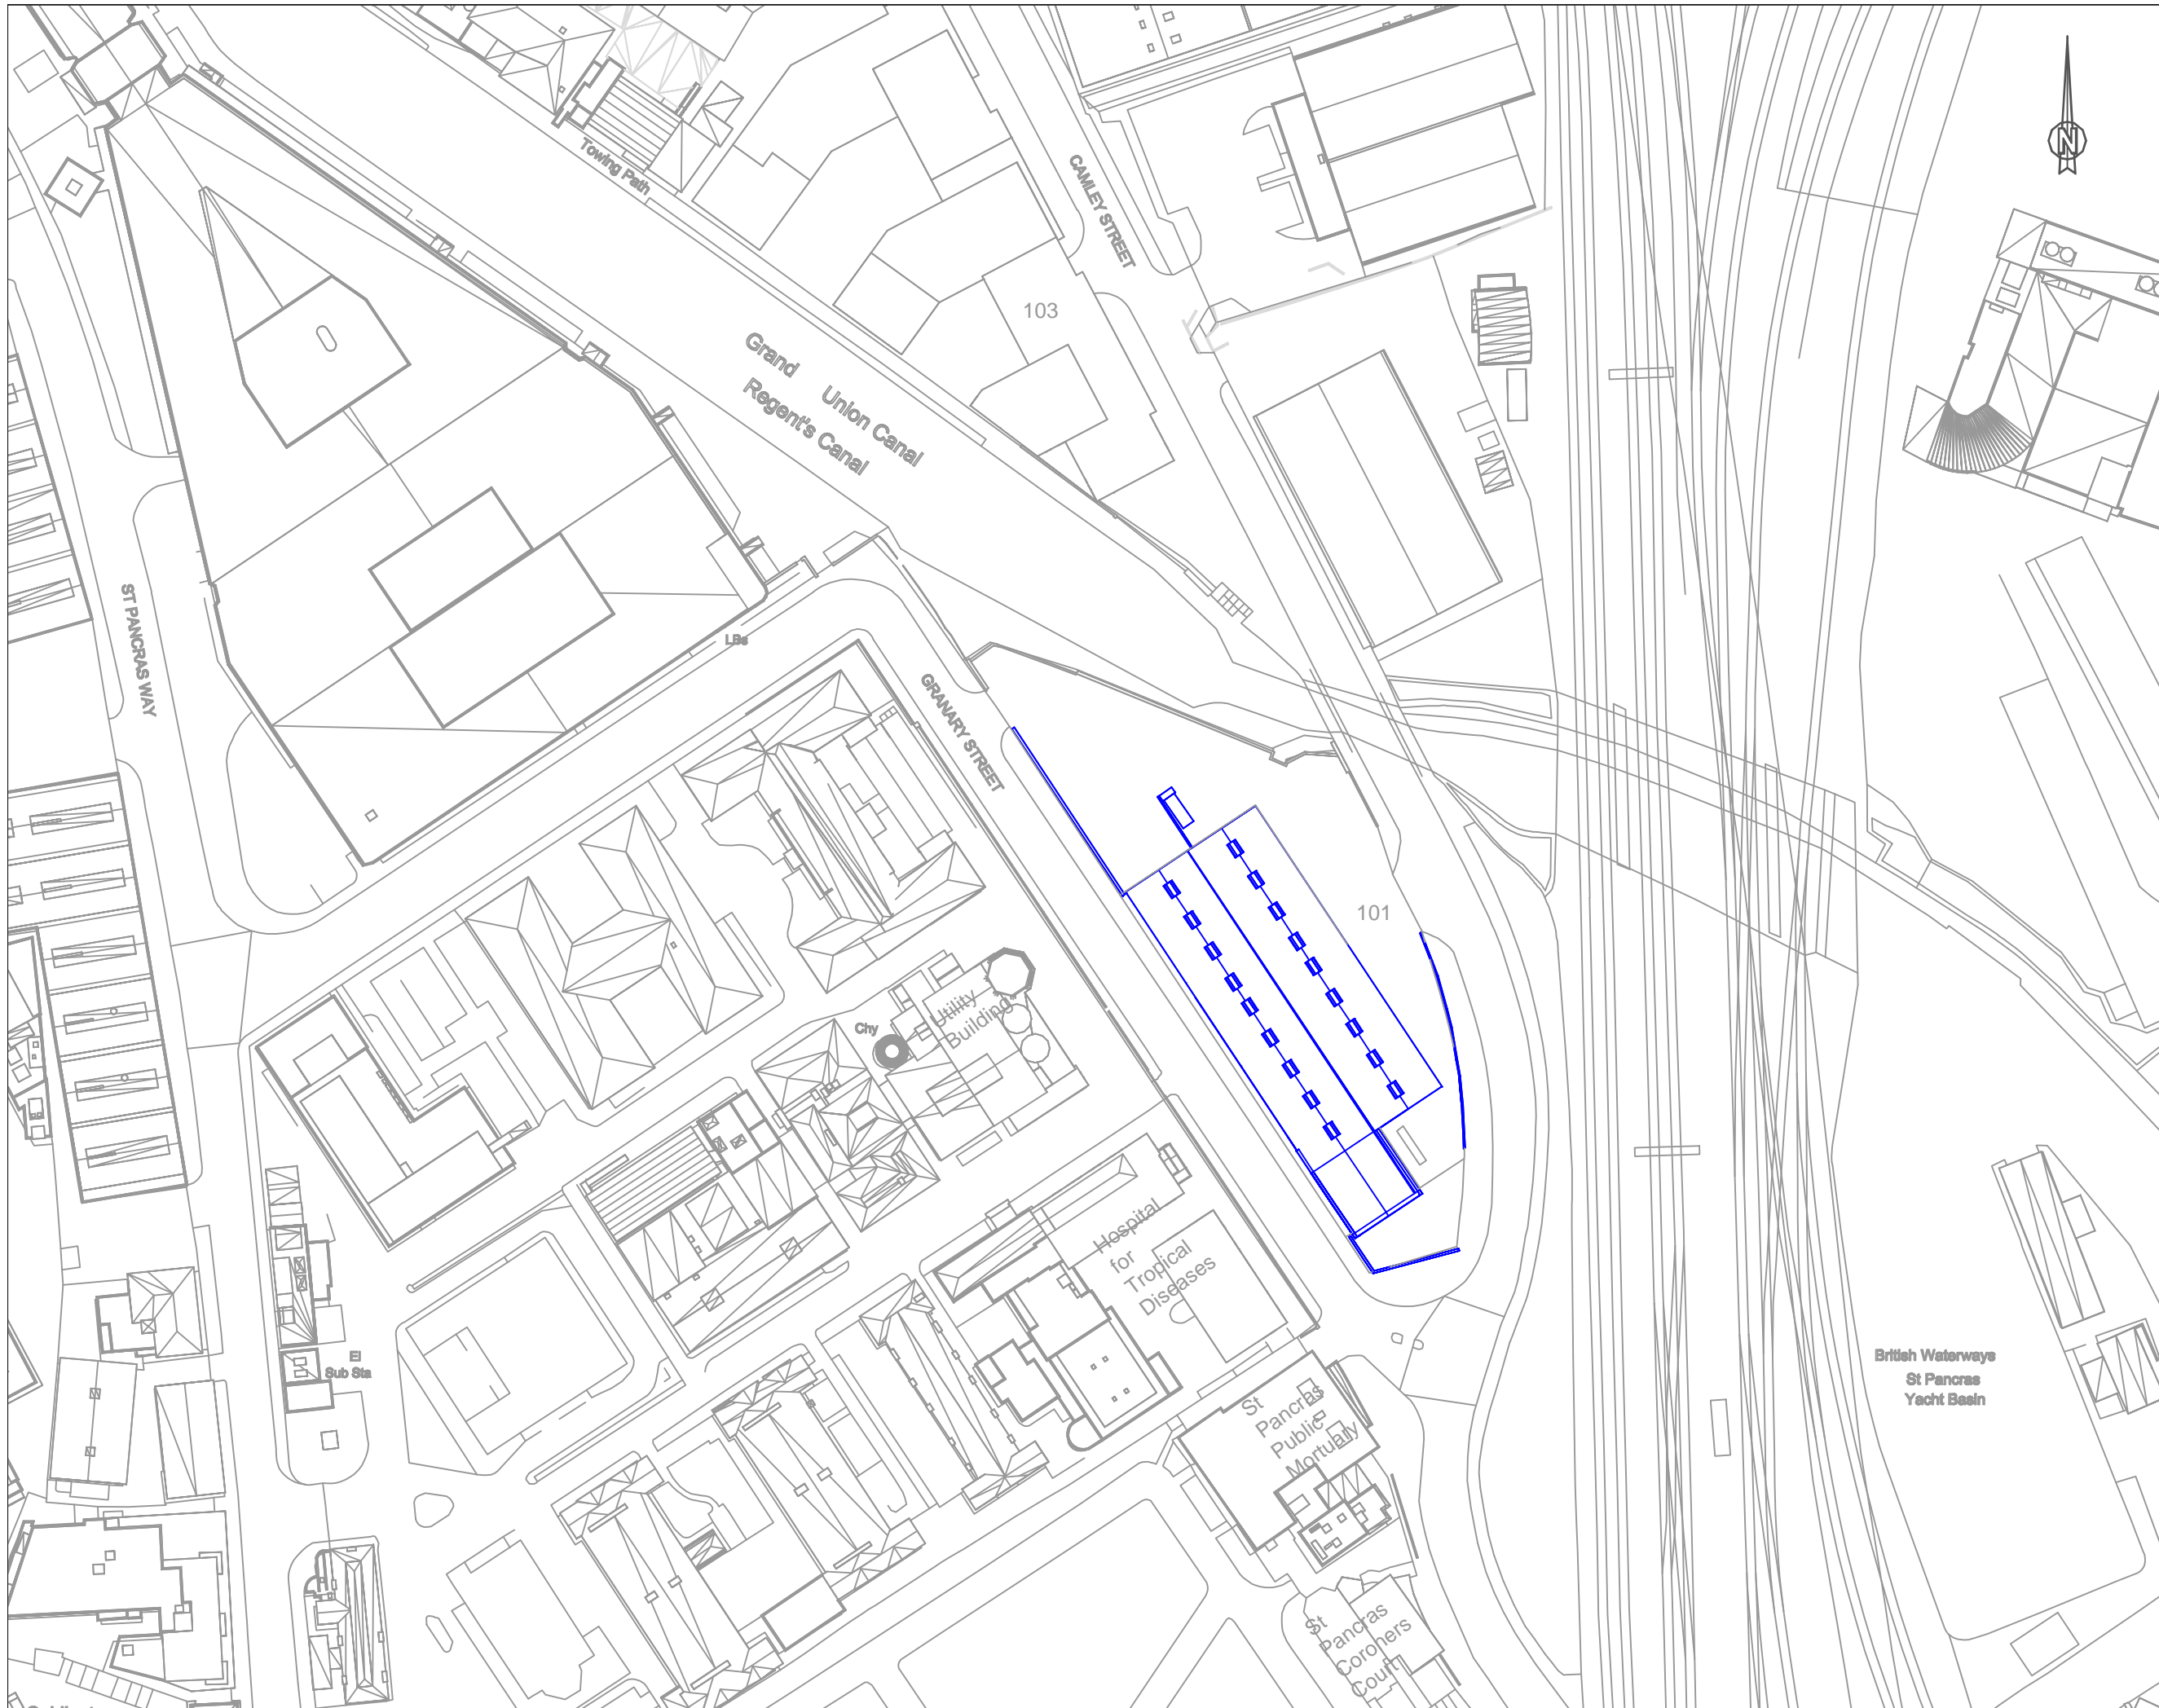 N
Towing Path
CAMLEY STREET
103
Grand Union Canal
Regent's Canal
ST PANCRAS WAY
LBs
GRANARY STREET
101
Utility
Building
Chy
Hospital
for
Tropical
Diseases
El
Sub Sta
St
Pancras
Public
Mortuary
British Waterways
St Pancras
Yacht Basin
St
Pancras
Coroners
Court